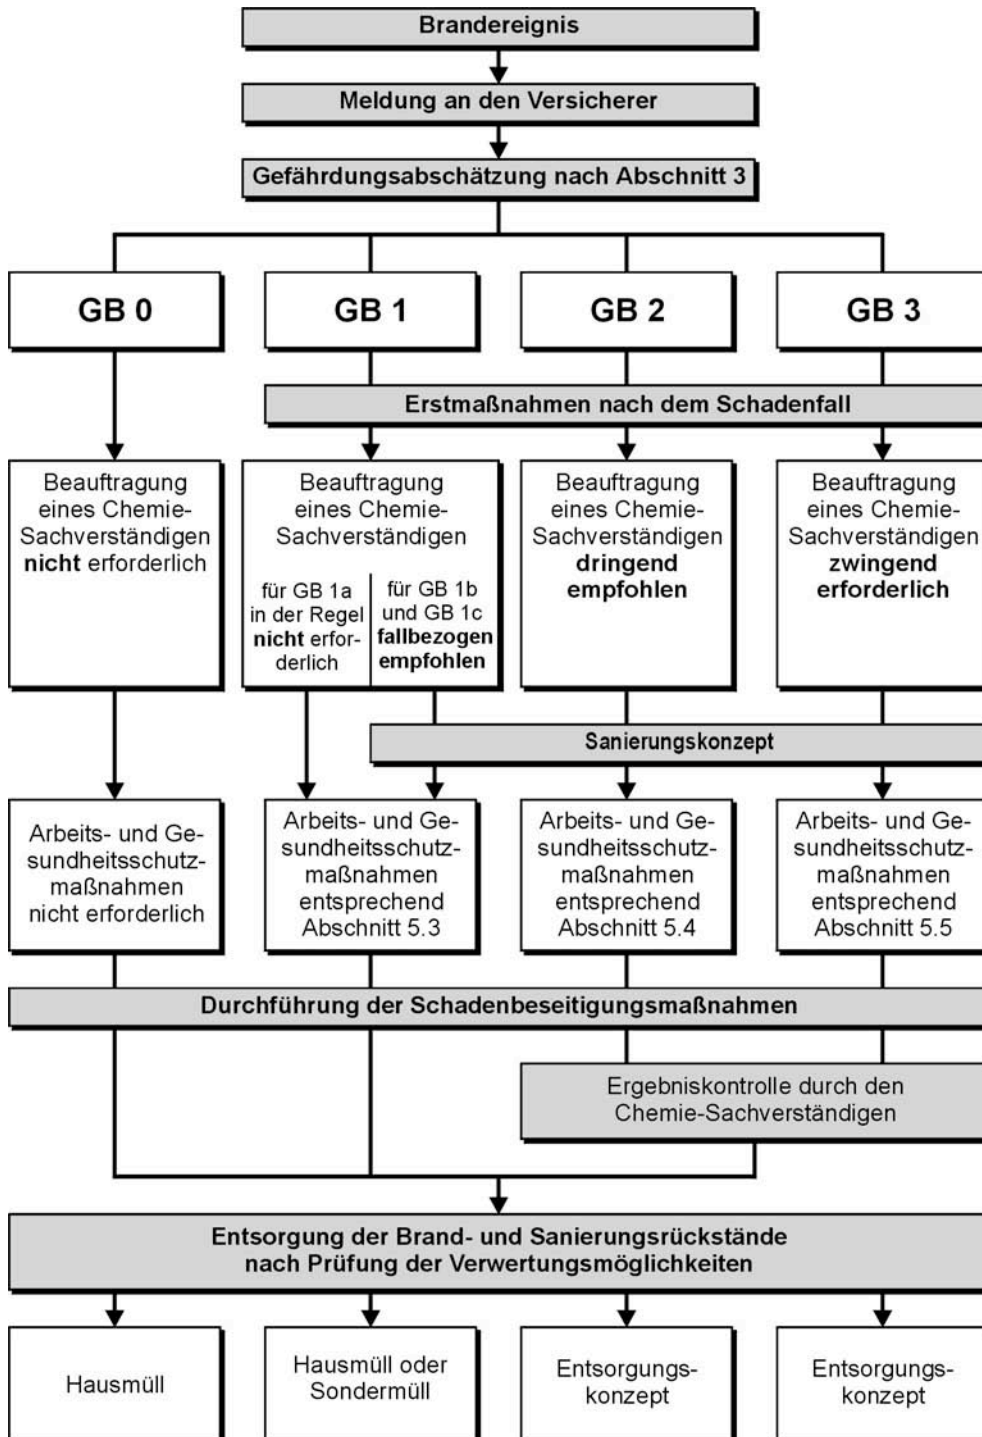 Brandereignis
Meldung an den Versicherer
Gefährdungsabschätzung nach Abschnitt 3
GB 0
GB 1
GB 2
GB 3
Erstmaßnahmen nach dem Schadenfall
Beauftragung
eines Chemie-
Sachverständigen
nicht erforderlich
Beauftragung
eines Chemie-
Sachverständigen
für GB 1a
in der Regel
nicht erfor-
derlich
für GB 1b
und GB 1c
fallbezogen
empfohlen
Beauftragung
eines Chemie-
Sachverständigen
dringend
empfohlen
Beauftragung
eines Chemie-
Sachverständigen
zwingend
erforderlich
Sanierungskonzept
Arbeits- und Ge-
sundheitsschutz-
maßnahmen
nicht erforderlich
Arbeits- und Ge-
sundheitsschutz-
maßnahmen
entsprechend
Abschnitt 5.3
Arbeits- und Ge-
sundheitsschutz-
maßnahmen
entsprechend
Abschnitt 5.4
Arbeits- und Ge-
sundheitsschutz-
maßnahmen
entsprechend
Abschnitt 5.5
Durchführung der Schadenbeseitigungsmaßnahmen
Ergebniskontrolle durch den
Chemie-Sachverständigen
Entsorgung der Brand- und Sanierungsrückstände
nach Prüfung der Verwertungsmöglichkeiten
Hausmüll
Hausmüll oder
Sondermüll
Entsorgungs-
konzept
Entsorgungs-
konzept